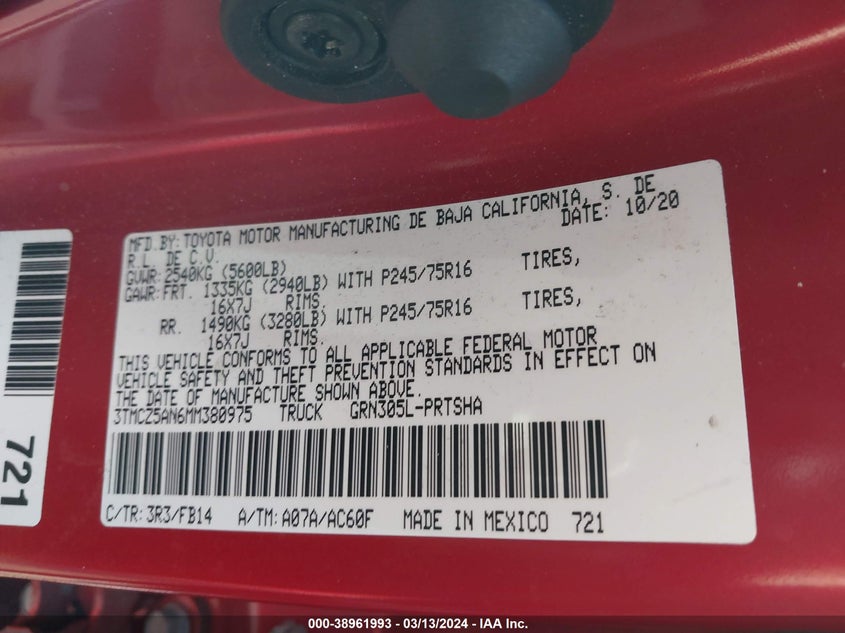 MFD.BY:TOYOTA MOTOR MANUFACTURING DE BAJA CALIFORNIA, S. DE
R.L. DE C.V. DATE: 10/20
GVWR:2540KG (5600LB)
GAWR:FRT. 1335KG (2940LB) WITH P245/75R16 TIRES,
16X7J RIMS.
RR. 1490KG (3280LB) WITH P245/75R16 TIRES,
16X7J RIMS.
THIS VEHICLE CONFORMS TO ALL APPLICABLE FEDERAL MOTOR
VEHICLE SAFETY AND THEFT PREVENTION STANDARDS IN EFFECT ON
THE DATE OF MANUFACTURE SHOWN ABOVE.
3TMCZ5AN6MM380975 TRUCK GRN305L-PRTSHA
C/TR:3R3/FB14 A/TM:A07A/AC60F MADE IN MEXICO 721
721
000-38961993 - 03/13/2024 - IAA Inc.